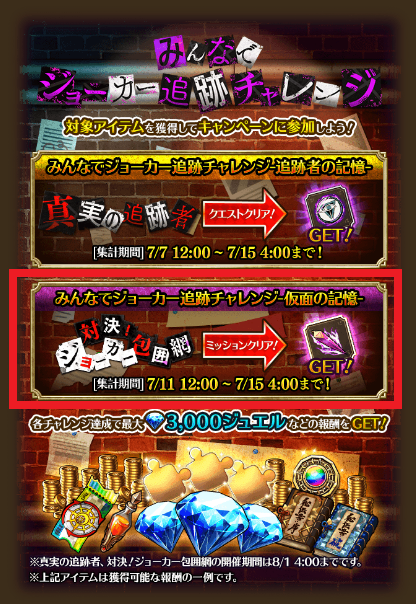 みんなで
ジョーカー追跡チャレンジ
対象アイテムを獲得してキャンペーンに参加しよう!
みんなでジョーカー追跡チャレンジ-追跡者の記憶-
真実の追跡者
クエストクリア!
GET!
[集計期間] 7/7 12:00 ~ 7/15 4:00まで!
みんなでジョーカー追跡チャレンジ-仮面の記憶-
対決!
ジョーカー包囲網
ミッションクリア!
GET!
[集計期間] 7/11 12:00 ~ 7/15 4:00まで!
各チャレンジ達成で最大3,000ジュエルなどの報酬をGET!
※真実の追跡者、対決!ジョーカー包囲網の開催期間は8/1 4:00までです。
※上記アイテムは獲得可能な報酬の一例です。